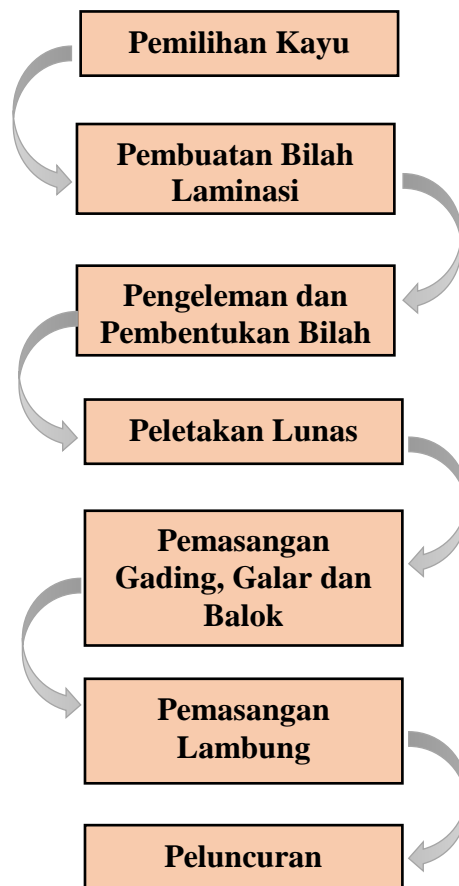 Pemilihan Kayu
Pembuatan Bilah
Laminasi
Pengeleman dan
Pembentukan Bilah
Peletakan Lunas
Pemasangan
Gading, Galar dan
Balok
Pemasangan
Lambung
Peluncuran